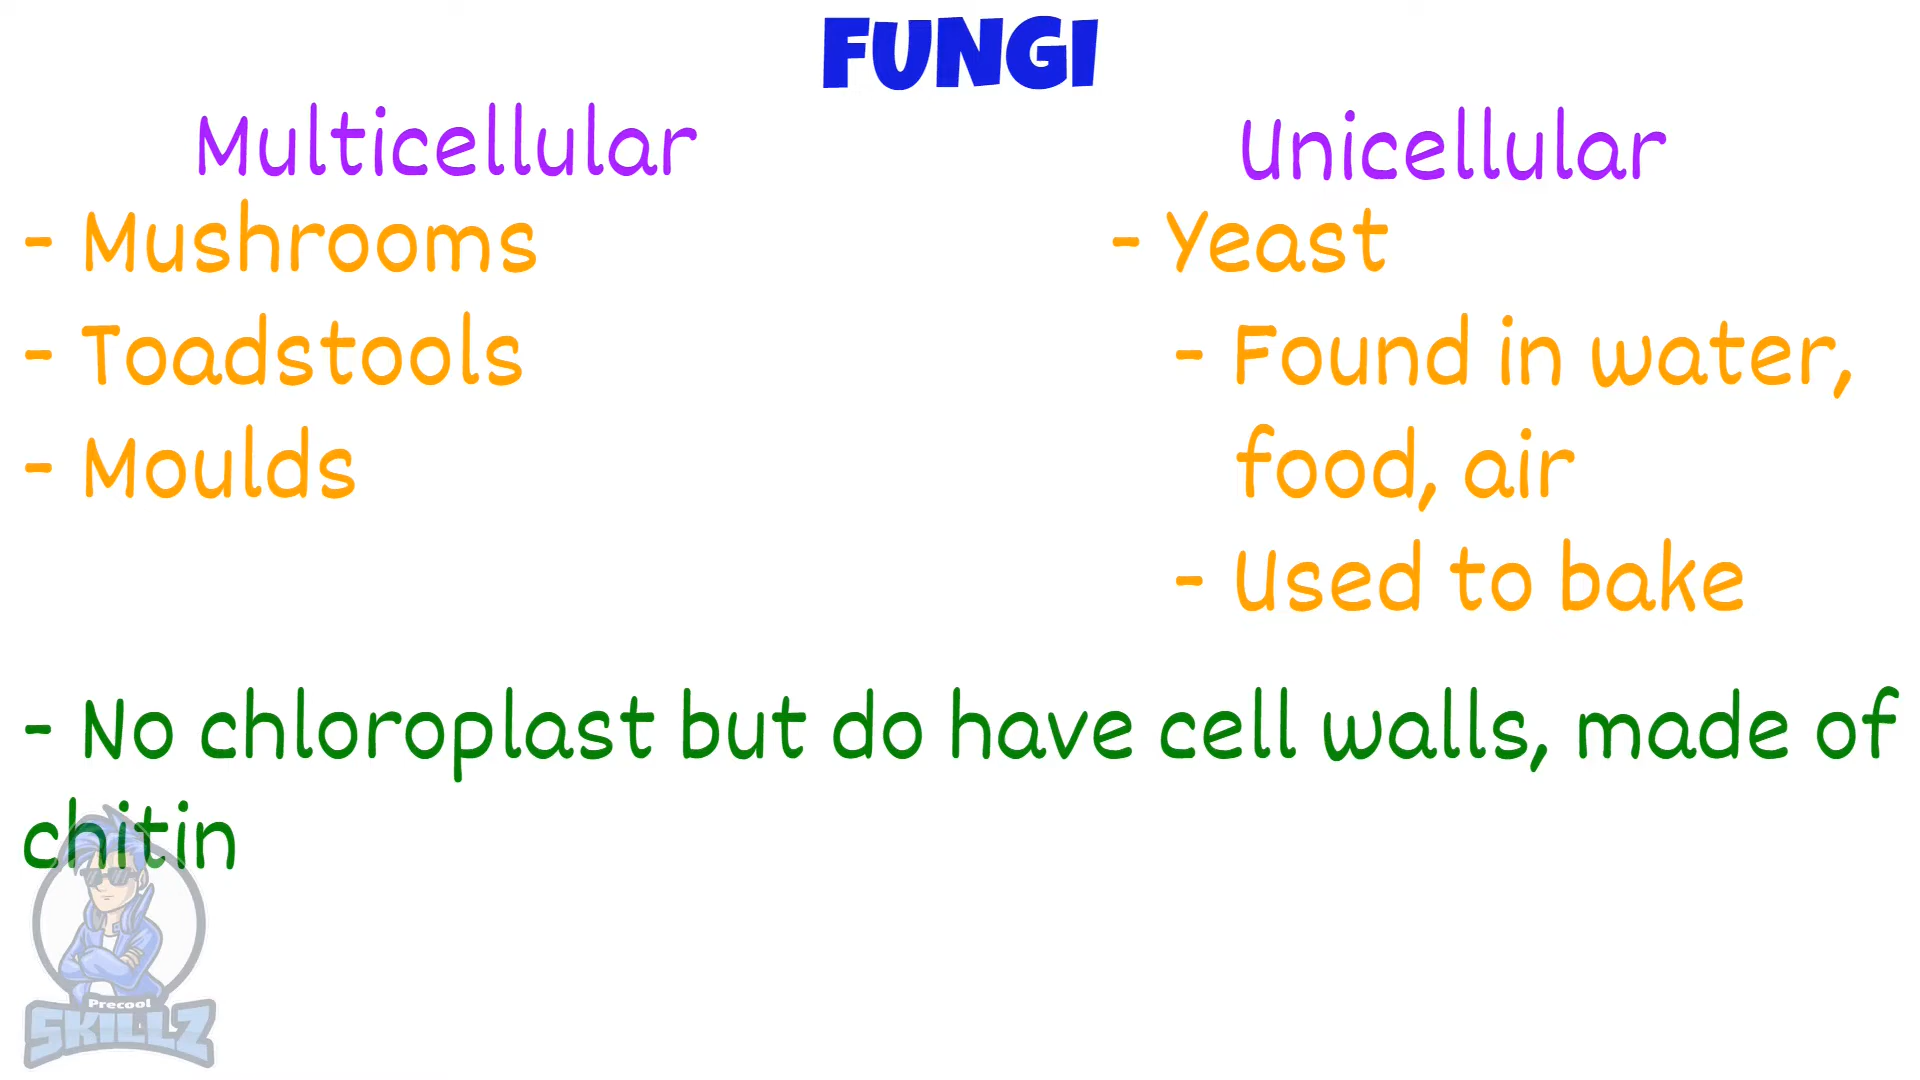 FUNGI
Multicellular
- Mushrooms
- Toadstools
- Moulds
Unicellular
- Yeast
- Found in water,
food, air
- Used to bake
- No chloroplast but do have cell walls, made of
chitin
Precool
SKILLZ